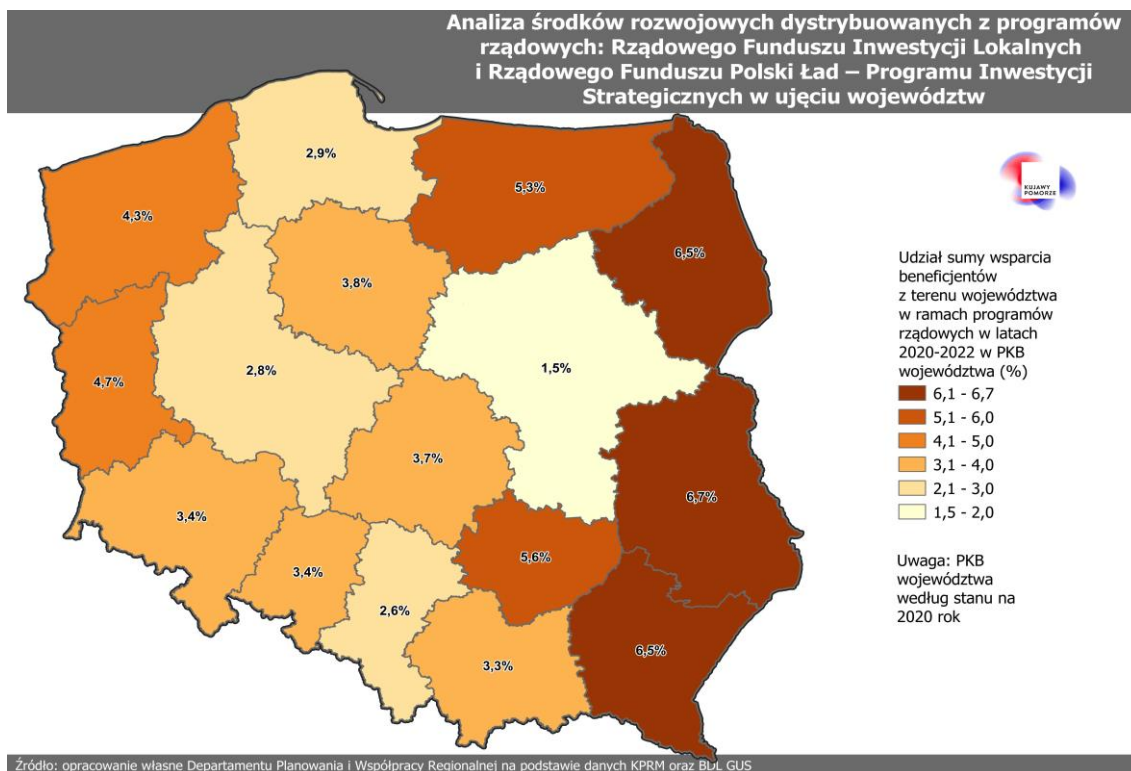 Analiza środków rozwojowych dystrybuowanych z programów
rządowych: Rządowego Funduszu Inwestycji Lokalnych
i Rządowego Funduszu Polski Ład – Programu Inwestycji
Strategicznych w ujęciu województw
2,9%
5,3%
4,3%
6,5%
3,8%
KUJAWY
POMORZE
Udział sumy wsparcia
beneficjentów
z terenu województwa
w ramach programów
rządowych w latach
2020-2022 w PKB
województwa (%)
6,1 - 6,7
5,1 - 6,0
4,1 - 5,0
3,1 - 4,0
2,1 - 3,0
1,5 - 2,0
2,8%
1,5%
4,7%
3,7%
6,7%
3,4%
5,6%
3,4%
2,6%
6,5%
3,3%
Uwaga: PKB
województwa
według stanu na
2020 rok
Źródło: opracowanie własne Departamentu Planowania i Współpracy Regionalnej na podstawie danych KPRM oraz BDL GUS